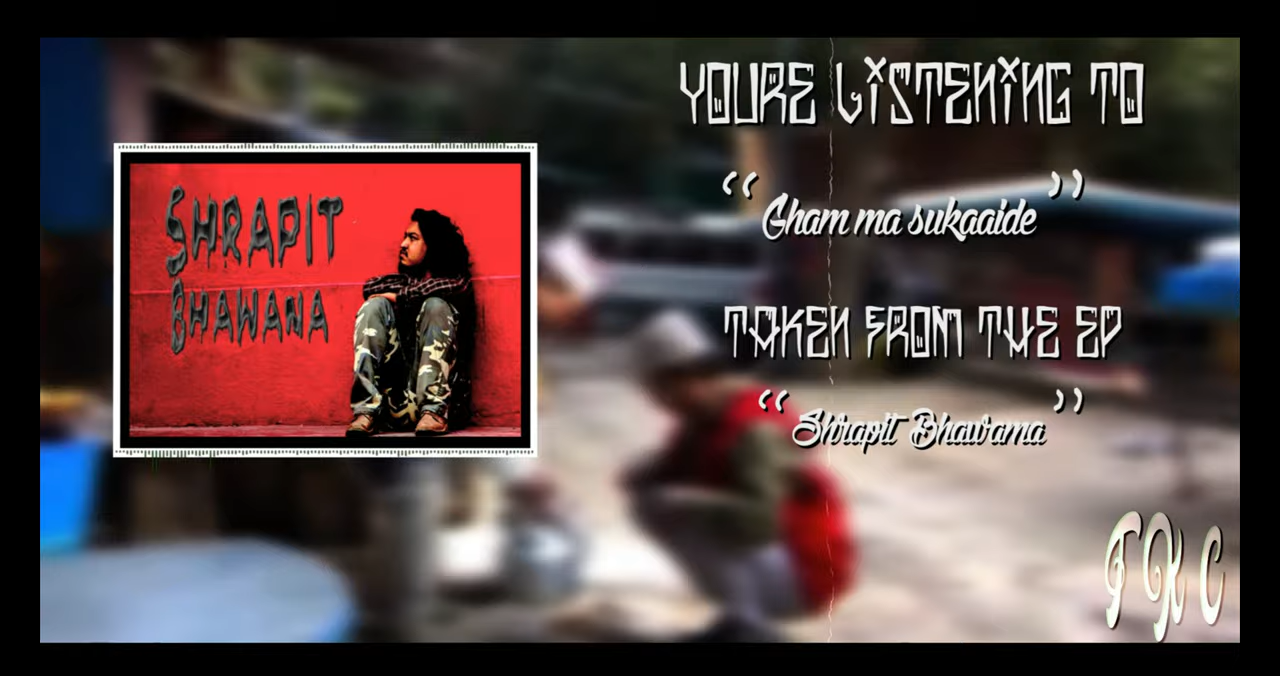 SHRAPIT
BHAWANA
YOURE LISTENING TO
“Gham ma sukaaide”
TAKEN FROM THE EP
“Shrapit Bhawama”